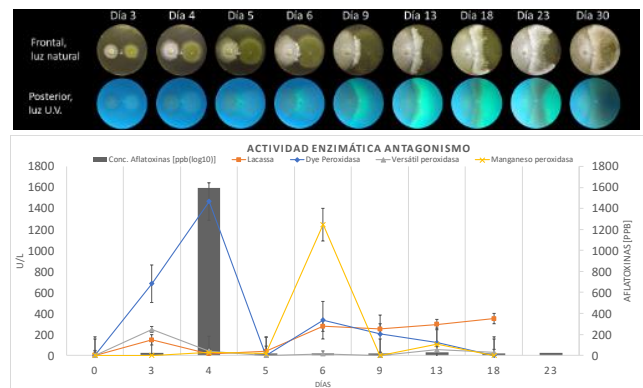 Día 3 Día 4 Día 5 Día 6 Día 9 Día 13 Día 18 Día 23 Día 30
Frontal,
luz natural
Posterior,
luz U.V.
ACTIVIDAD ENZIMÁTICA ANTAGONISMO
Conc. Aflatoxinas [ppb(log10)] Lacassa Dye Peroxidasa Versátil peroxidasa Manganeso peroxidasa
1800 1800
1600 1600
1400 1400
1200 1200
1000 1000
800 800
600 600
400 400
200 200
0 0
U/L
AFLATOXINAS [PPB]
0 3 4 5 6 9 13 18 23
DÍAS